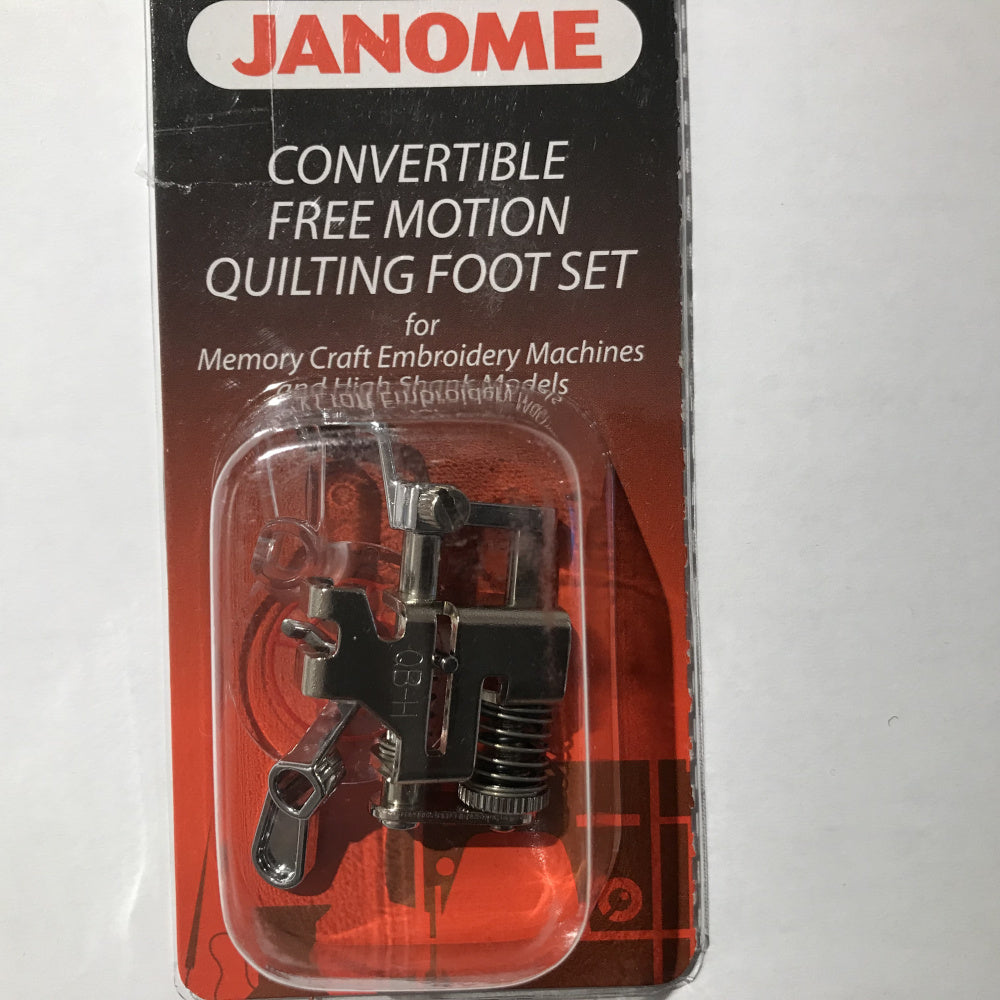 JANOME
CONVERTIBLE
FREE MOTION
QUILTING FOOT SET
for
Memory Craft Embroidery Machines
and High Shank Models
QB-H